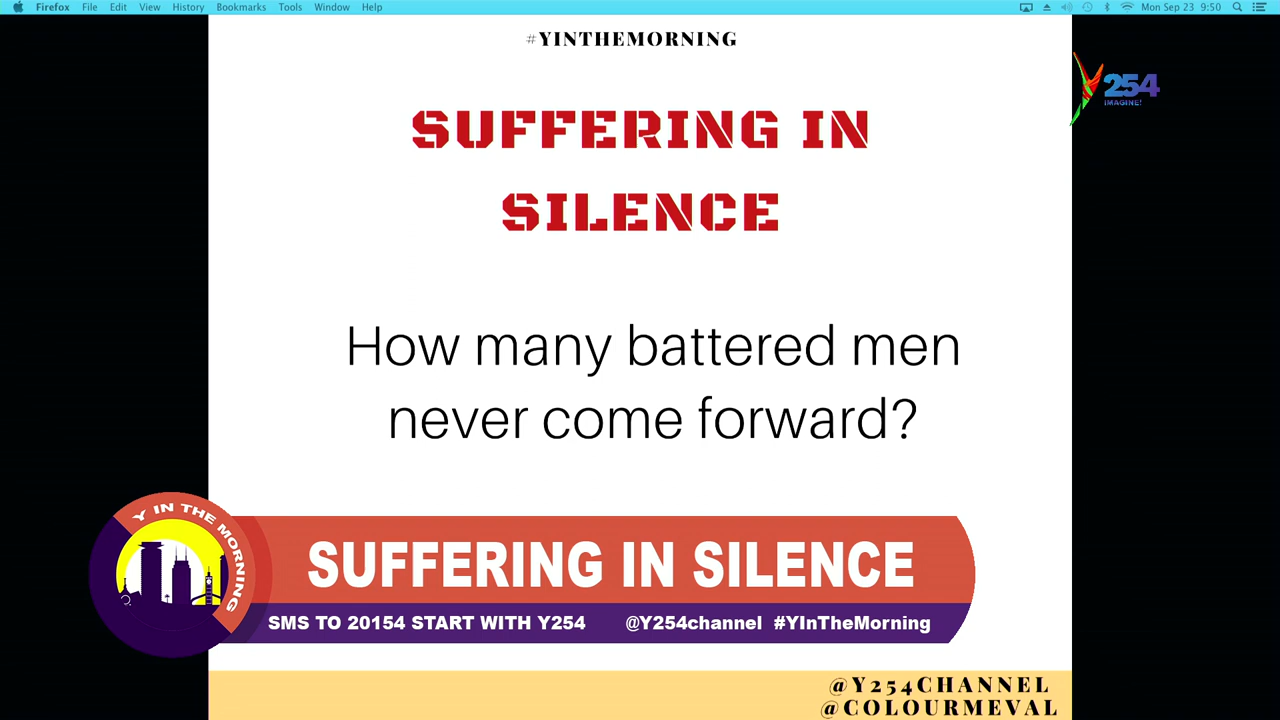 Firefox File Edit View History Bookmarks Tools Window Help Mon Sep 23 9:50
#YINTHEMORNING
254
IMAGINE!
SUFFERING IN
SILENCE
How many battered men
never come forward?
Y IN THE MORNING
SUFFERING IN SILENCE
SMS TO 20154 START WITH Y254 @Y254channel #YInTheMorning
@Y254CHANNEL
@COLOURMEVAL